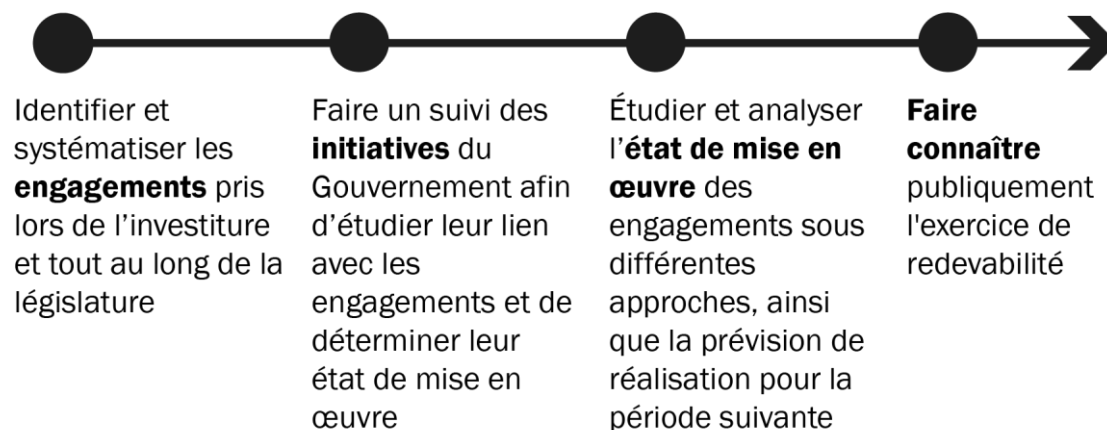 Identifier et
systématiser les
engagements pris
lors de l’investiture
et tout au long de la
législature
Faire un suivi des
initiatives du
Gouvernement afin
d’étudier leur lien
avec les
engagements et de
déterminer leur
état de mise en
œuvre
Étudier et analyser
l’état de mise en
œuvre des
engagements sous
différentes
approches, ainsi
que la prévision de
réalisation pour la
période suivante
Faire
connaître
publiquement
l'exercice de
redevabilité